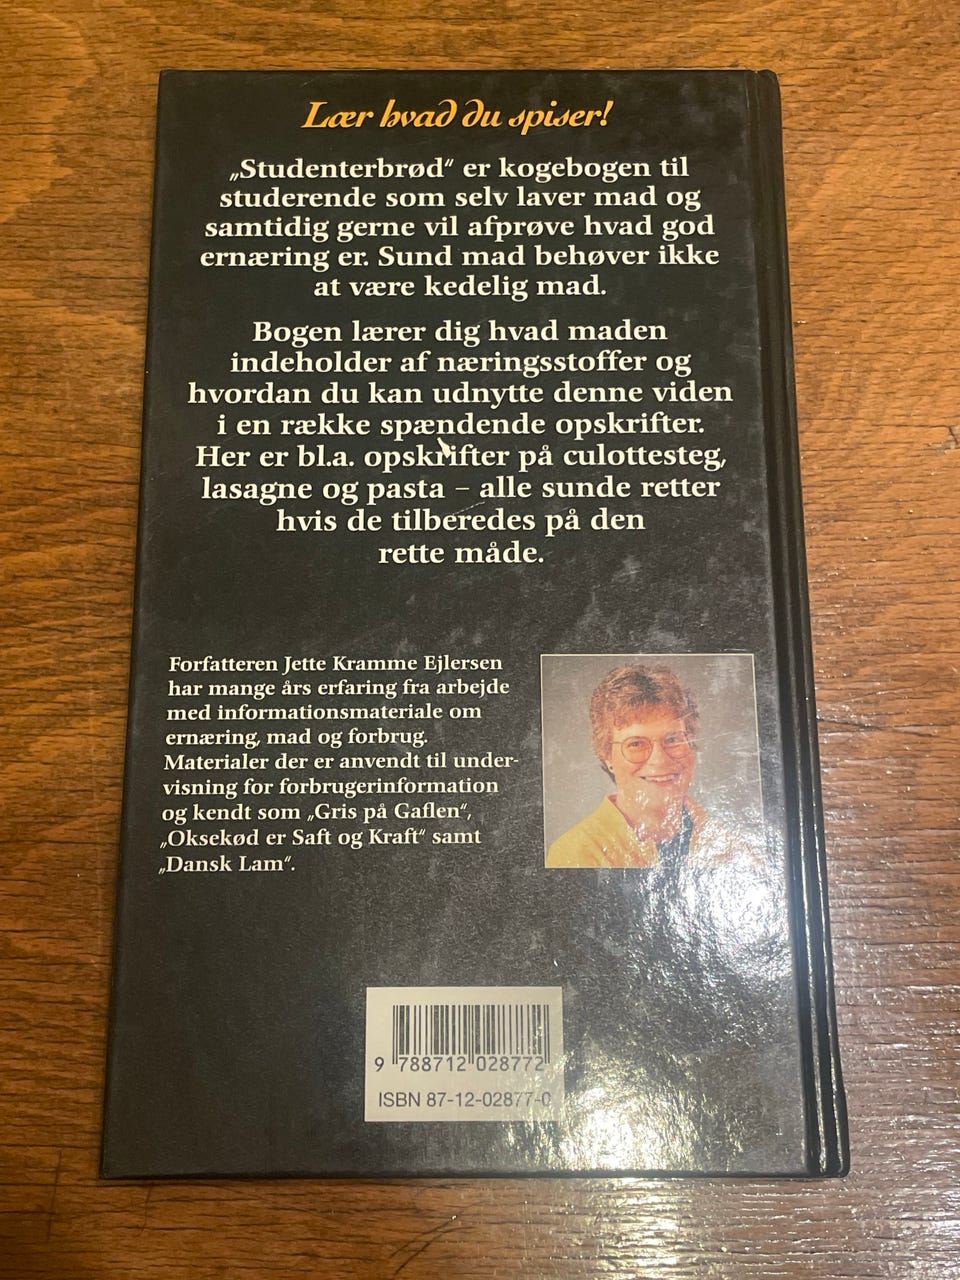 Lær hvad du spiser!
„Studenterbrød“ er kogebogen til
studerende som selv laver mad og
samtidig gerne vil afprøve hvad god
ernæring er. Sund mad behøver ikke
at være kedelig mad.
Bogen lærer dig hvad maden
indeholder af næringsstoffer og
hvordan du kan udnytte denne viden
i en række spændende opskrifter.
Her er bl.a. opskrifter på culottesteg,
lasagne og pasta – alle sunde retter
hvis de tilberedes på den
rette måde.
Forfatteren Jette Kramme Ejlersen
har mange års erfaring fra arbejde
med informationsmateriale om
ernæring, mad og forbrug.
Materialer der er anvendt til under-
visning for forbrugerinformation
og kendt som „Gris på Gaflen“,
„Oksekød er Saft og Kraft“ samt
„Dansk Lam“.
9 788712 028772
ISBN 87-12-02877-0